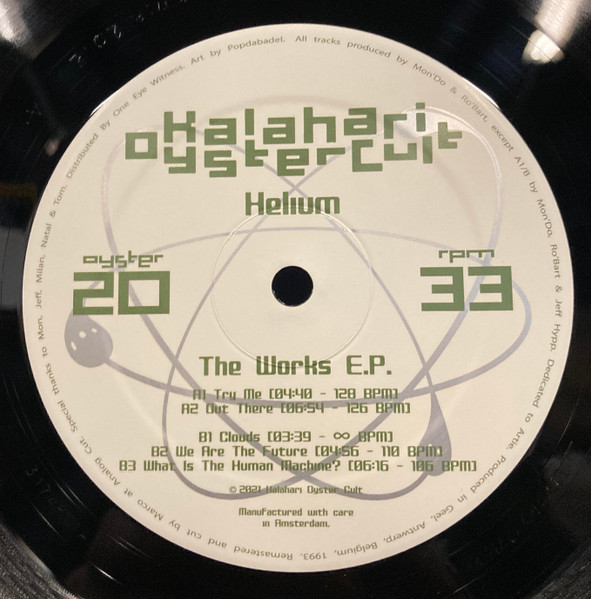 Kalahari
Oyster Cult
Helium
oyster
20
rpm
33
The Works E.P.
A1 Try Me [04:40 - 128 BPM]
A2 Out There [06:54 - 126 BPM]
B1 Clouds [03:39 - ∞ BPM]
B2 We Are The Future [04:56 - 110 BPM]
B3 What Is The Human Machine? [06:16 - 106 BPM]
© 2021 Kalahari Oyster Cult
Manufactured with care
in Amsterdam.
All tracks produced by Mon'Do & Ro'Bart, except A1/B by Mon'Do, Ro'Bart & Jeff Hypp. Dedicated to Artie. Produced in Geel, Antwerp, Belgium, 1993. Remastered and cut by Marco at Analog Cut. Special thanks to Mon, Jeff, Milan, Natal & Tom. Distributed By One Eye Witness. Art by Popdabadel.